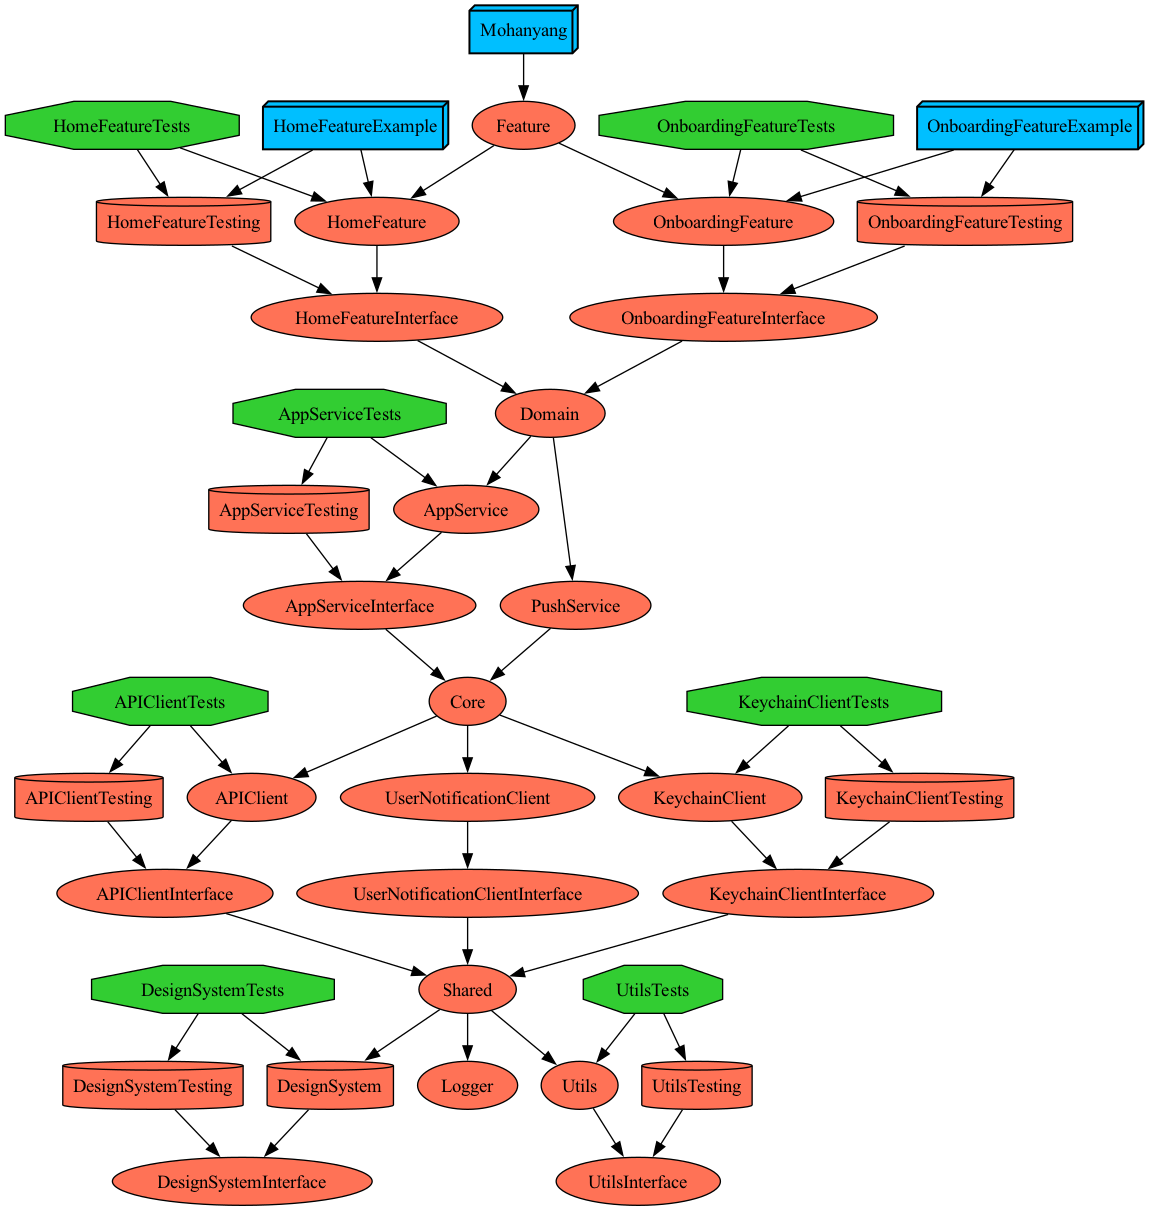 Mohanyang
HomeFeatureTests
HomeFeatureExample
Feature
OnboardingFeatureTests
OnboardingFeatureExample
HomeFeatureTesting
HomeFeature
OnboardingFeature
OnboardingFeatureTesting
HomeFeatureInterface
OnboardingFeatureInterface
AppServiceTests
Domain
AppServiceTesting
AppService
AppServiceInterface
PushService
APIClientTests
Core
KeychainClientTests
APIClientTesting
APIClient
UserNotificationClient
KeychainClient
KeychainClientTesting
APIClientInterface
UserNotificationClientInterface
KeychainClientInterface
DesignSystemTests
Shared
UtilsTests
DesignSystemTesting
DesignSystem
Logger
Utils
UtilsTesting
DesignSystemInterface
UtilsInterface